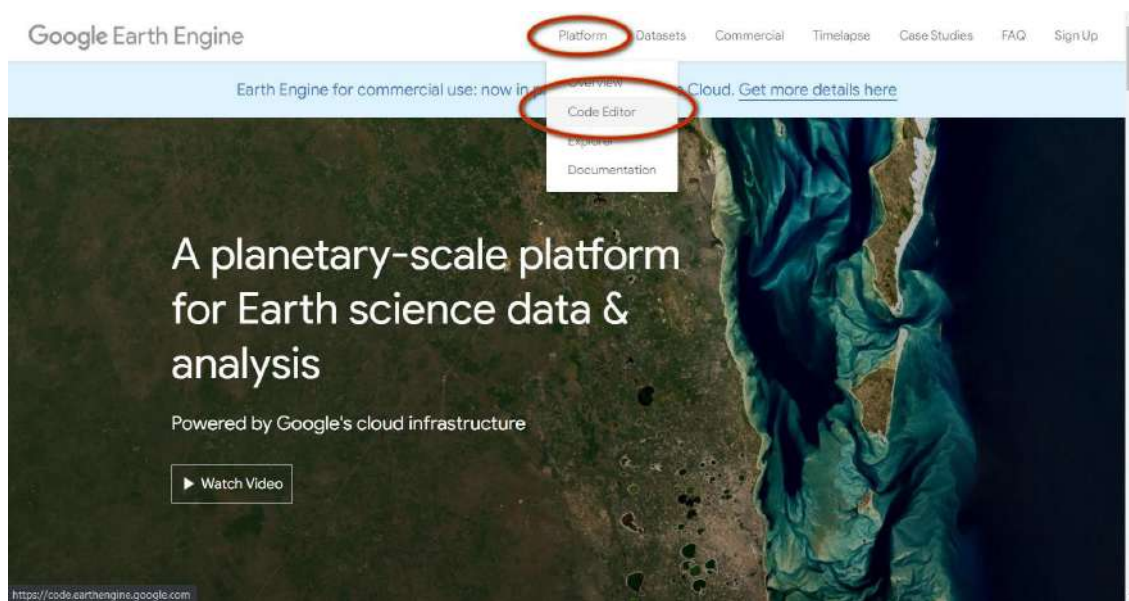 Google Earth Engine
Platform Datasets Commercial Timelapse Case Studies FAQ Sign Up
Earth Engine for commercial use: now in Cloud. Get more details here
Overview
Code Editor
Explorer
Documentation
A planetary-scale platform
for Earth science data &
analysis
Powered by Google's cloud infrastructure
▶ Watch Video
https://code.earthengine.google.com